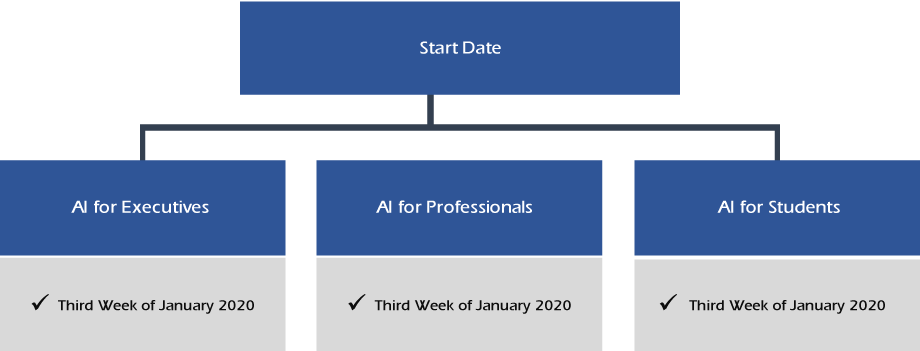 Start Date
AI for Executives
AI for Professionals
AI for Students
✓ Third Week of January 2020
✓ Third Week of January 2020
✓ Third Week of January 2020